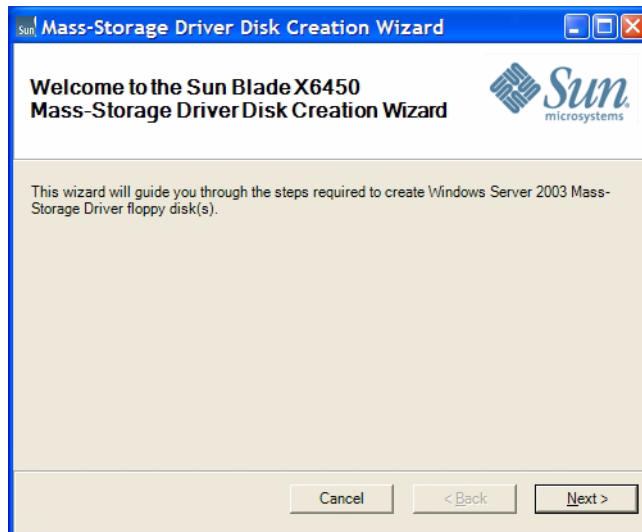 Sun Mass-Storage Driver Disk Creation Wizard
Welcome to the Sun Blade X6450
Mass-Storage Driver Disk Creation Wizard
Sun
microsystems
This wizard will guide you through the steps required to create Windows Server 2003 Mass-
Storage Driver floppy disk(s).
Cancel
< Back
Next >